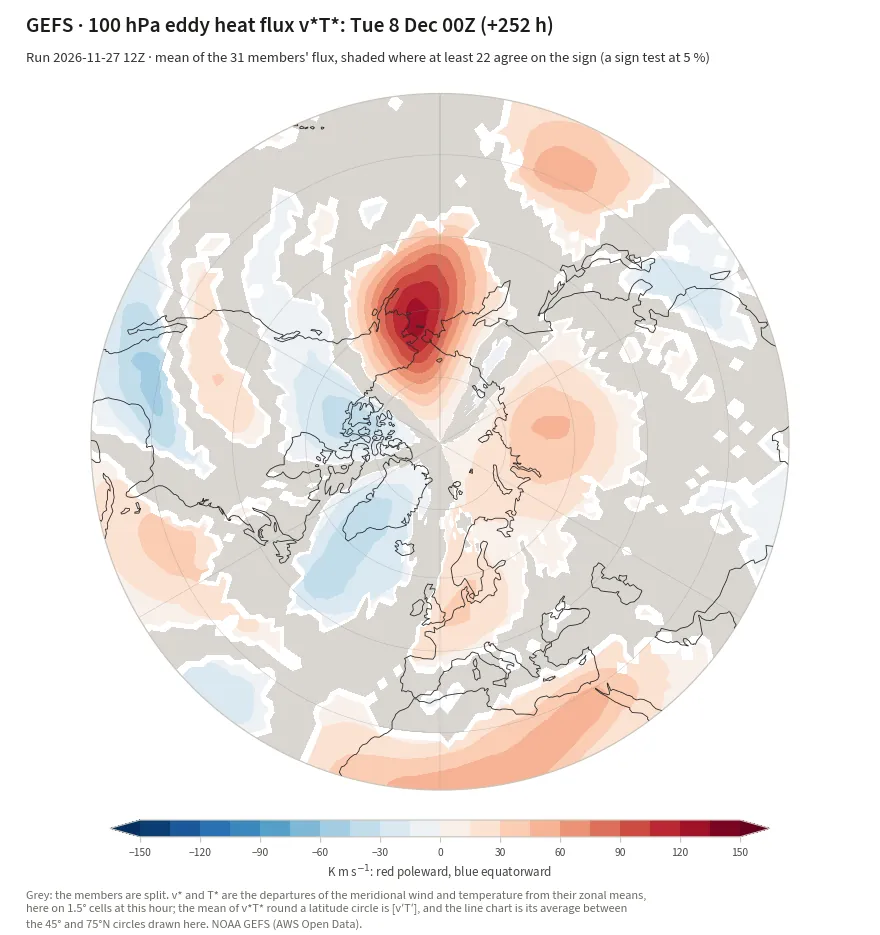 GEFS · 100 hPa eddy heat flux v*T*: Tue 8 Dec 00Z (+252 h)
Run 2026-11-27 12Z · mean of the 31 members' flux, shaded where at least 22 agree on the sign (a sign test at 5 %)
−150 −120 −90 −60 −30 0 30 60 90 120 150
K m s⁻¹: red poleward, blue equatorward
Grey: the members are split. v* and T* are the departures of the meridional wind and temperature from their zonal means,
here on 1.5° cells at this hour; the mean of v*T* round a latitude circle is [v'T'], and the line chart is its average between
the 45° and 75°N circles drawn here. NOAA GEFS (AWS Open Data).